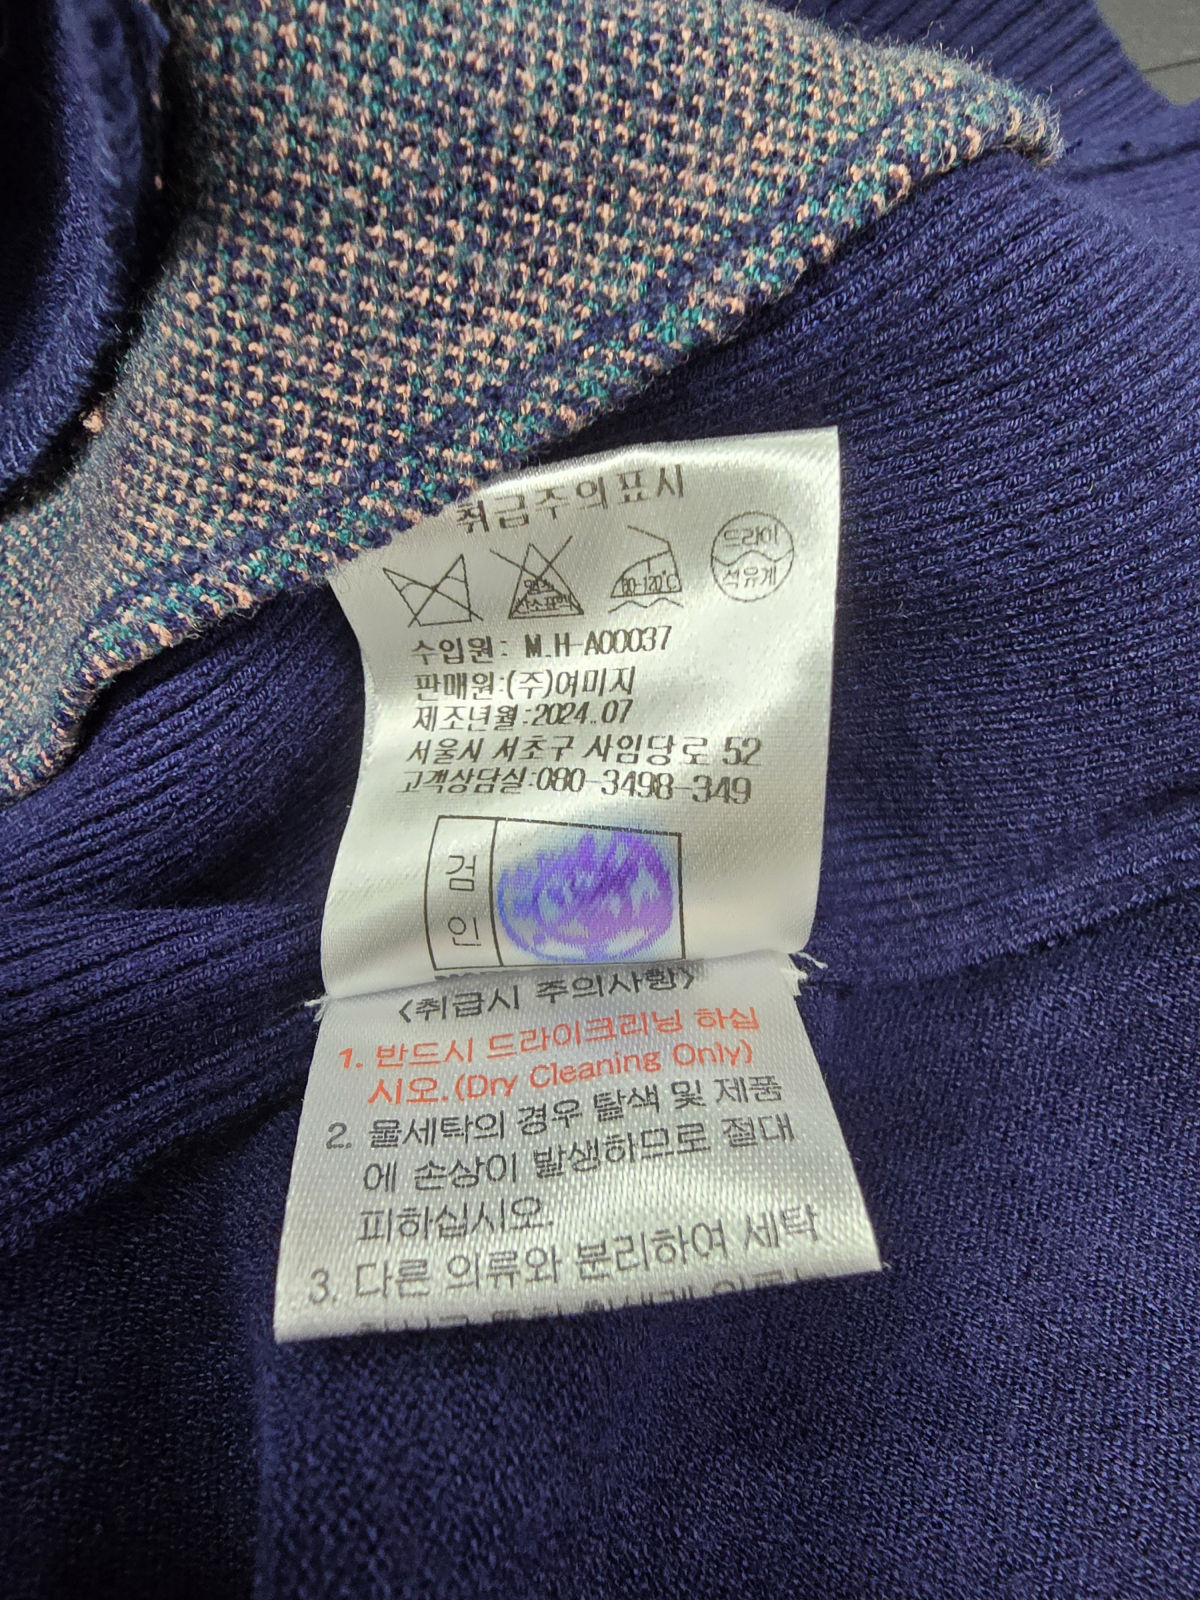 취급주의표시
드라이
80-120℃
산소표백
석유계
수입원: M.H-A00037
판매원:(주)여미지
제조년월:2024.07
서울시 서초구 사임당로 52
고객상담실:080-3498-349
검
인
<취급시 주의사항>
1. 반드시 드라이크리닝 하십
시오.(Dry Cleaning Only)
2. 물세탁의 경우 탈색 및 제품
에 손상이 발생하므로 절대
피하십시오.
3. 다른 의류와 분리하여 세탁